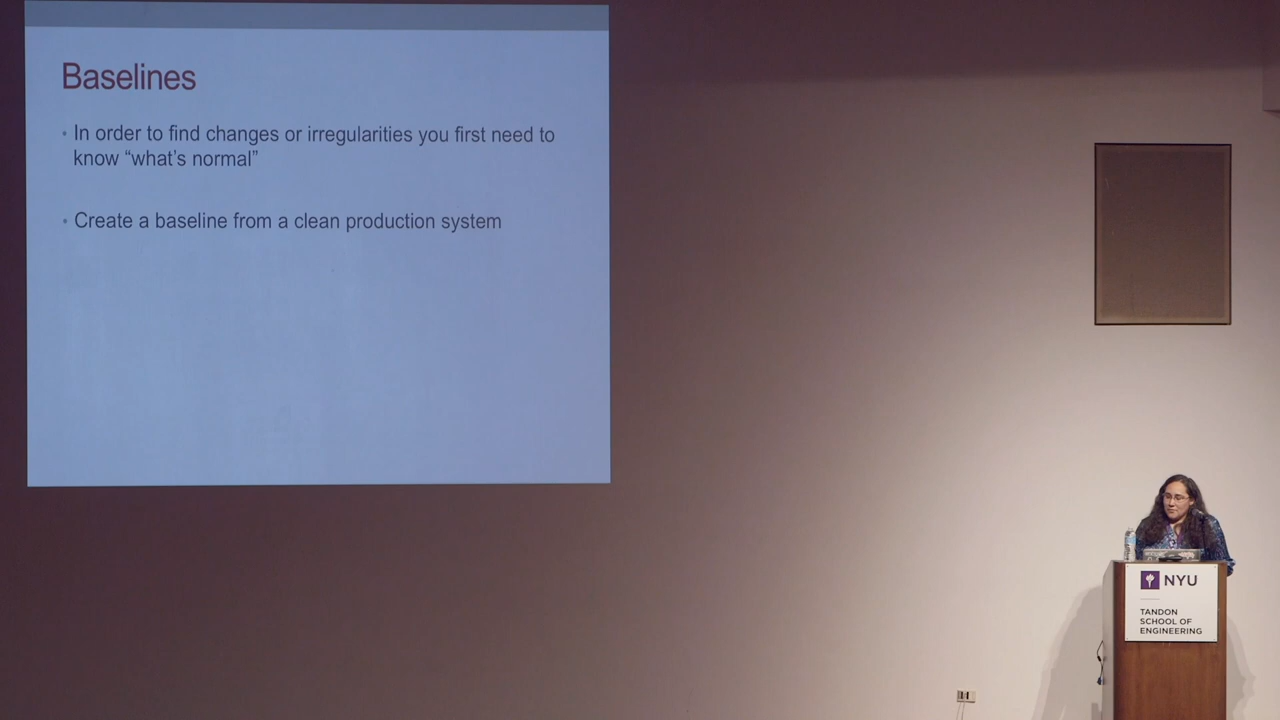 Baselines
• In order to find changes or irregularities you first need to
know “what’s normal”
• Create a baseline from a clean production system
NYU
TANDON
SCHOOL OF
ENGINEERING